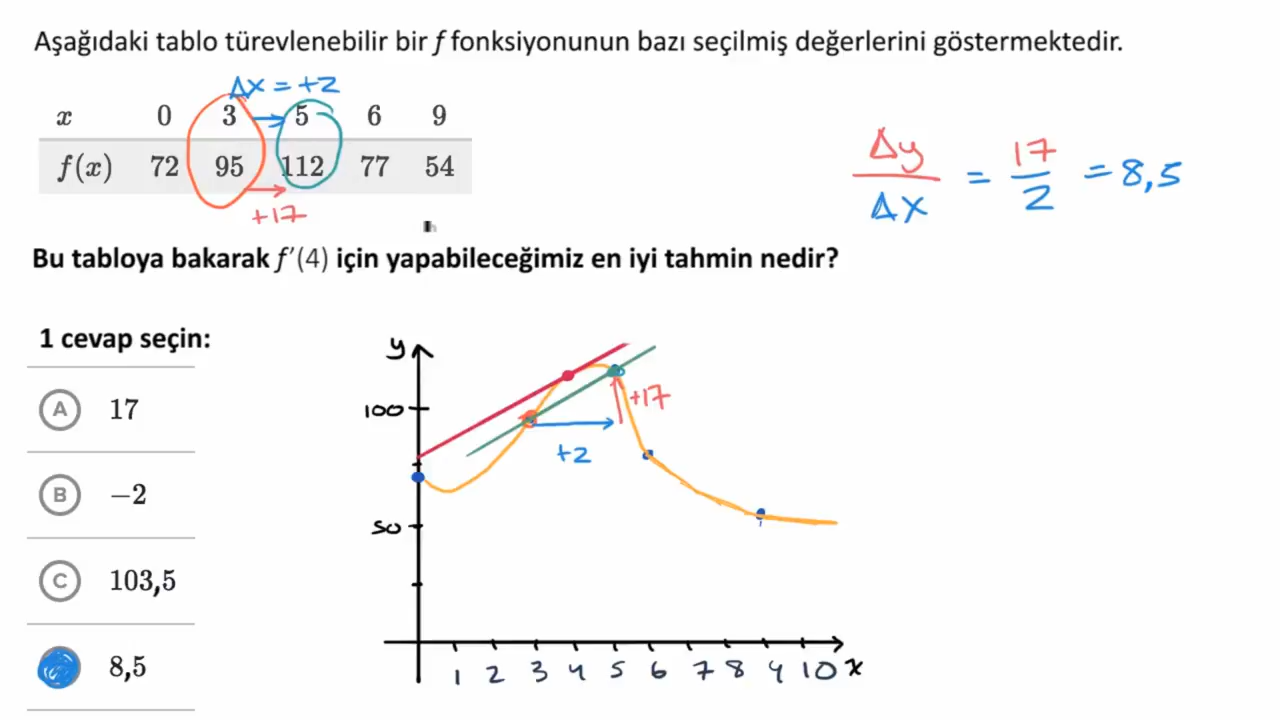 Aşağıdaki tablo türevlenebilir bir f fonksiyonunun bazı seçilmiş değerlerini göstermektedir.
Δx = +2
x 0 3 5 6 9
f(x) 72 95 112 77 54
+17
Δy/Δx = 17/2 = 8,5
Bu tabloya bakarak f′(4) için yapabileceğimiz en iyi tahmin nedir?
1 cevap seçin:
A 17
B −2
C 103,5
8,5
y
100
+17
+2
50
1 2 3 4 5 6 7 8 9 10 x